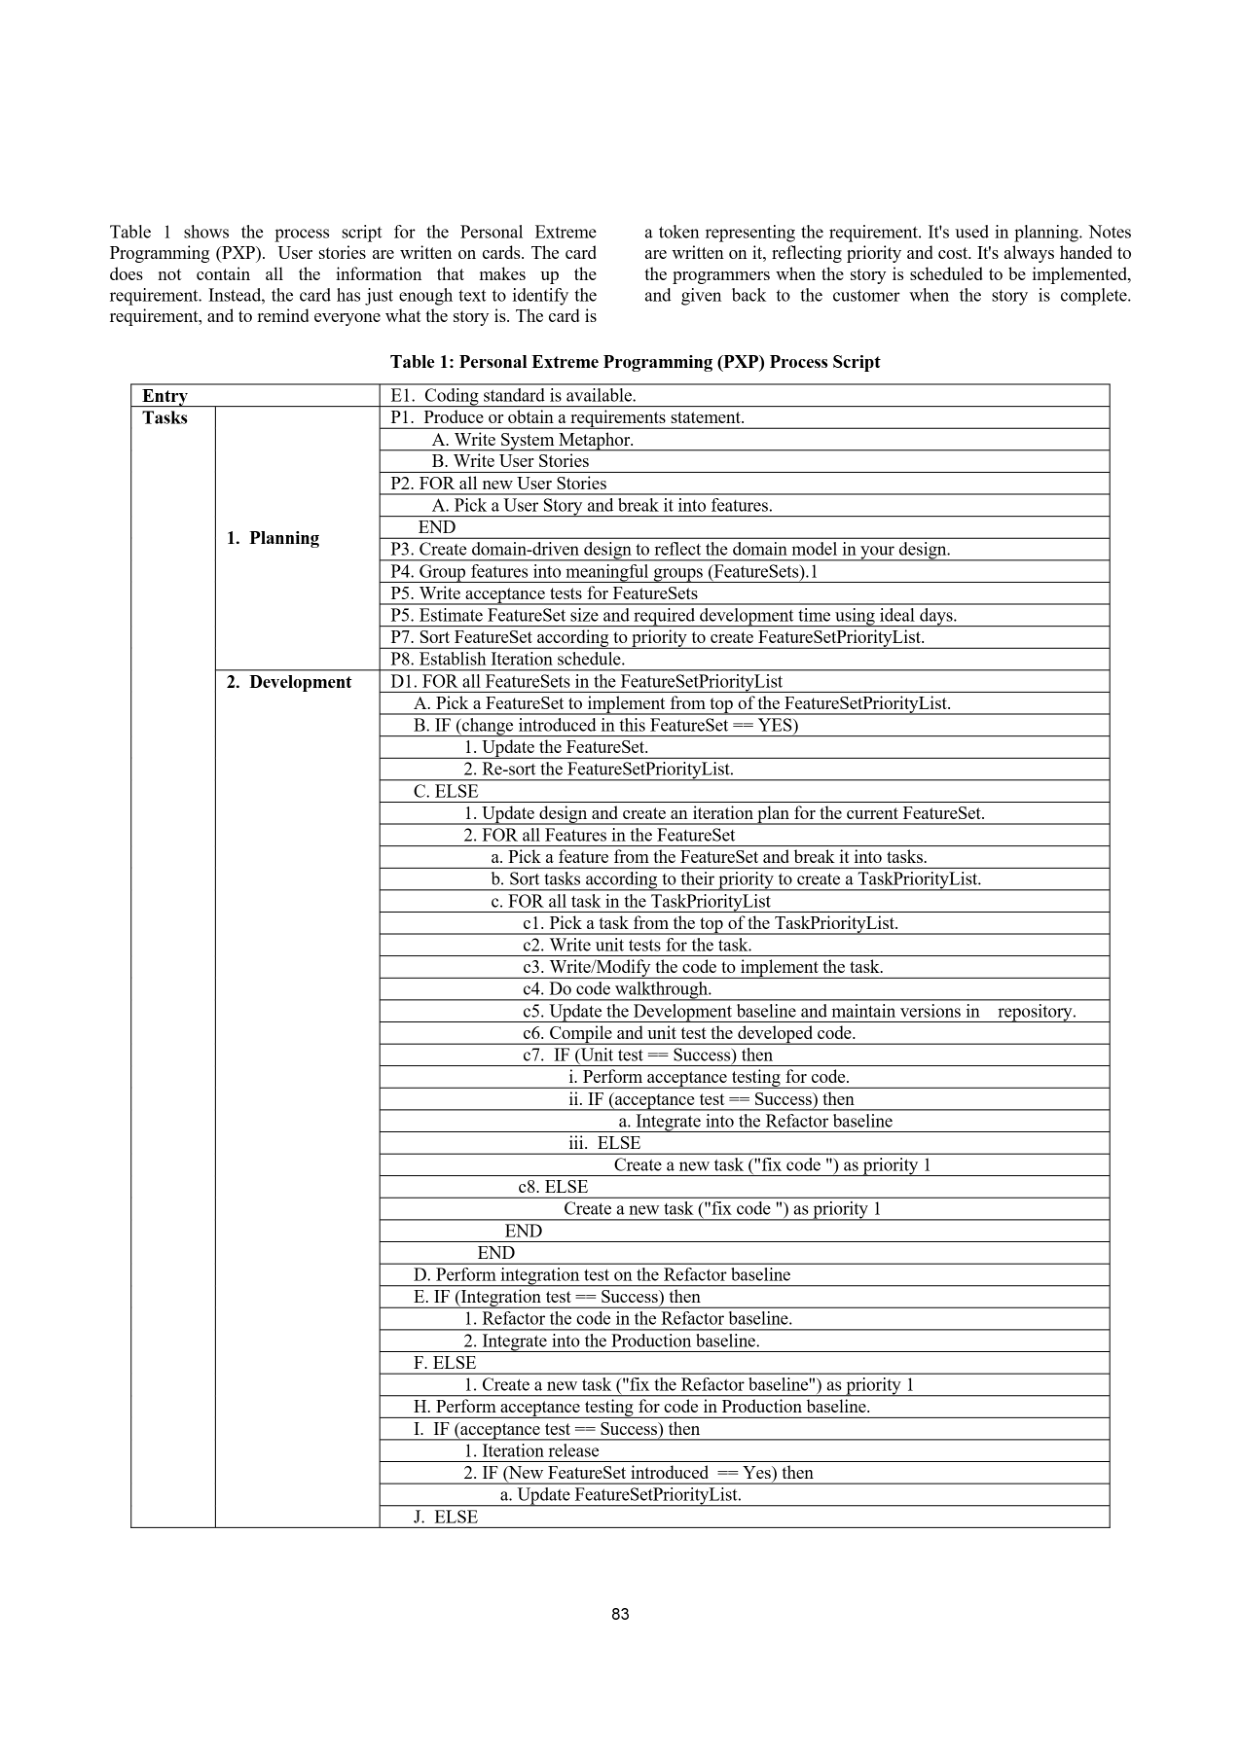 Table 1 shows the process script for the Personal Extreme
Programming (PXP). User stories are written on cards. The card
does not contain all the information that makes up the
requirement. Instead, the card has just enough text to identify the
requirement, and to remind everyone what the story is. The card is
a token representing the requirement. It's used in planning. Notes
are written on it, reflecting priority and cost. It's always handed to
the programmers when the story is scheduled to be implemented,
and given back to the customer when the story is complete.
Table 1: Personal Extreme Programming (PXP) Process Script
Entry E1. Coding standard is available.
Tasks P1. Produce or obtain a requirements statement.
A. Write System Metaphor.
B. Write User Stories
P2. FOR all new User Stories
A. Pick a User Story and break it into features.
END
1. Planning
P3. Create domain-driven design to reflect the domain model in your design.
P4. Group features into meaningful groups (FeatureSets).1
P5. Write acceptance tests for FeatureSets
P5. Estimate FeatureSet size and required development time using ideal days.
P7. Sort FeatureSet according to priority to create FeatureSetPriorityList.
P8. Establish Iteration schedule.
2. Development D1. FOR all FeatureSets in the FeatureSetPriorityList
A. Pick a FeatureSet to implement from top of the FeatureSetPriorityList.
B. IF (change introduced in this FeatureSet == YES)
1. Update the FeatureSet.
2. Re-sort the FeatureSetPriorityList.
C. ELSE
1. Update design and create an iteration plan for the current FeatureSet.
2. FOR all Features in the FeatureSet
a. Pick a feature from the FeatureSet and break it into tasks.
b. Sort tasks according to their priority to create a TaskPriorityList.
c. FOR all task in the TaskPriorityList
c1. Pick a task from the top of the TaskPriorityList.
c2. Write unit tests for the task.
c3. Write/Modify the code to implement the task.
c4. Do code walkthrough.
c5. Update the Development baseline and maintain versions in repository.
c6. Compile and unit test the developed code.
c7. IF (Unit test == Success) then
i. Perform acceptance testing for code.
ii. IF (acceptance test == Success) then
a. Integrate into the Refactor baseline
iii. ELSE
Create a new task ("fix code ") as priority 1
c8. ELSE
Create a new task ("fix code ") as priority 1
END
END
D. Perform integration test on the Refactor baseline
E. IF (Integration test == Success) then
1. Refactor the code in the Refactor baseline.
2. Integrate into the Production baseline.
F. ELSE
1. Create a new task ("fix the Refactor baseline") as priority 1
H. Perform acceptance testing for code in Production baseline.
I. IF (acceptance test == Success) then
1. Iteration release
2. IF (New FeatureSet introduced == Yes) then
a. Update FeatureSetPriorityList.
J. ELSE
83